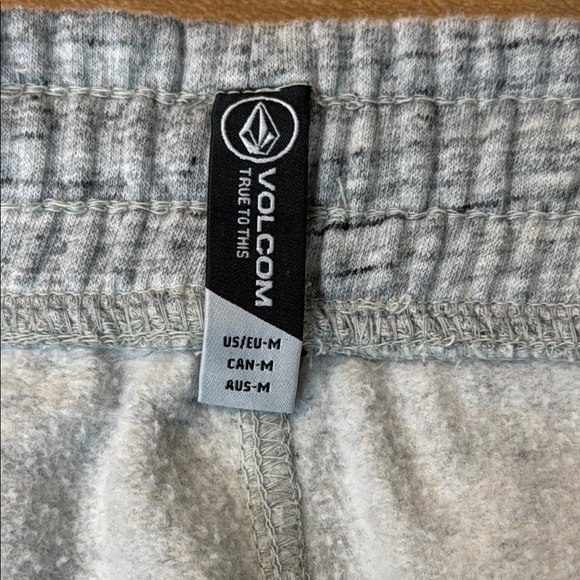 VOLCOM
TRUE TO THIS
US/EU-M
CAN-M
AUS-M